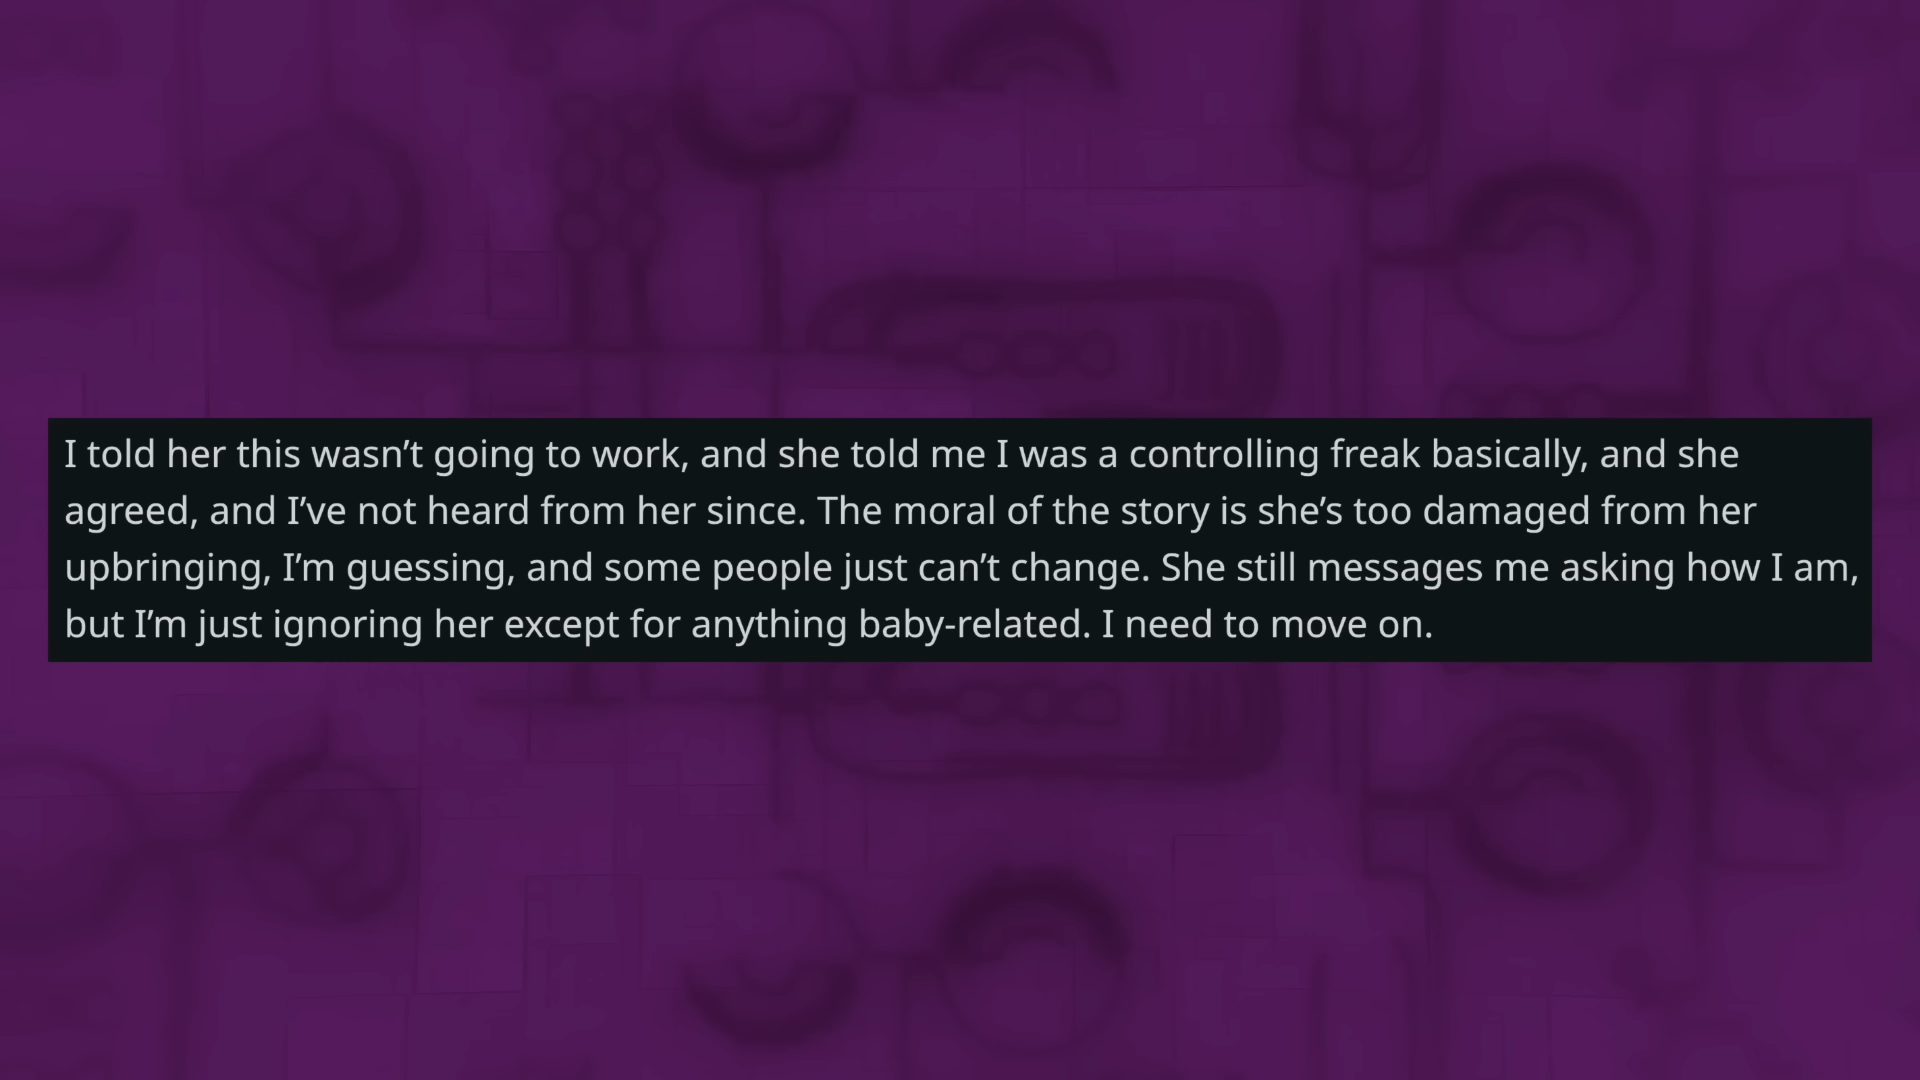 I told her this wasn’t going to work, and she told me I was a controlling freak basically, and she
agreed, and I’ve not heard from her since. The moral of the story is she’s too damaged from her
upbringing, I’m guessing, and some people just can’t change. She still messages me asking how I am,
but I’m just ignoring her except for anything baby-related. I need to move on.